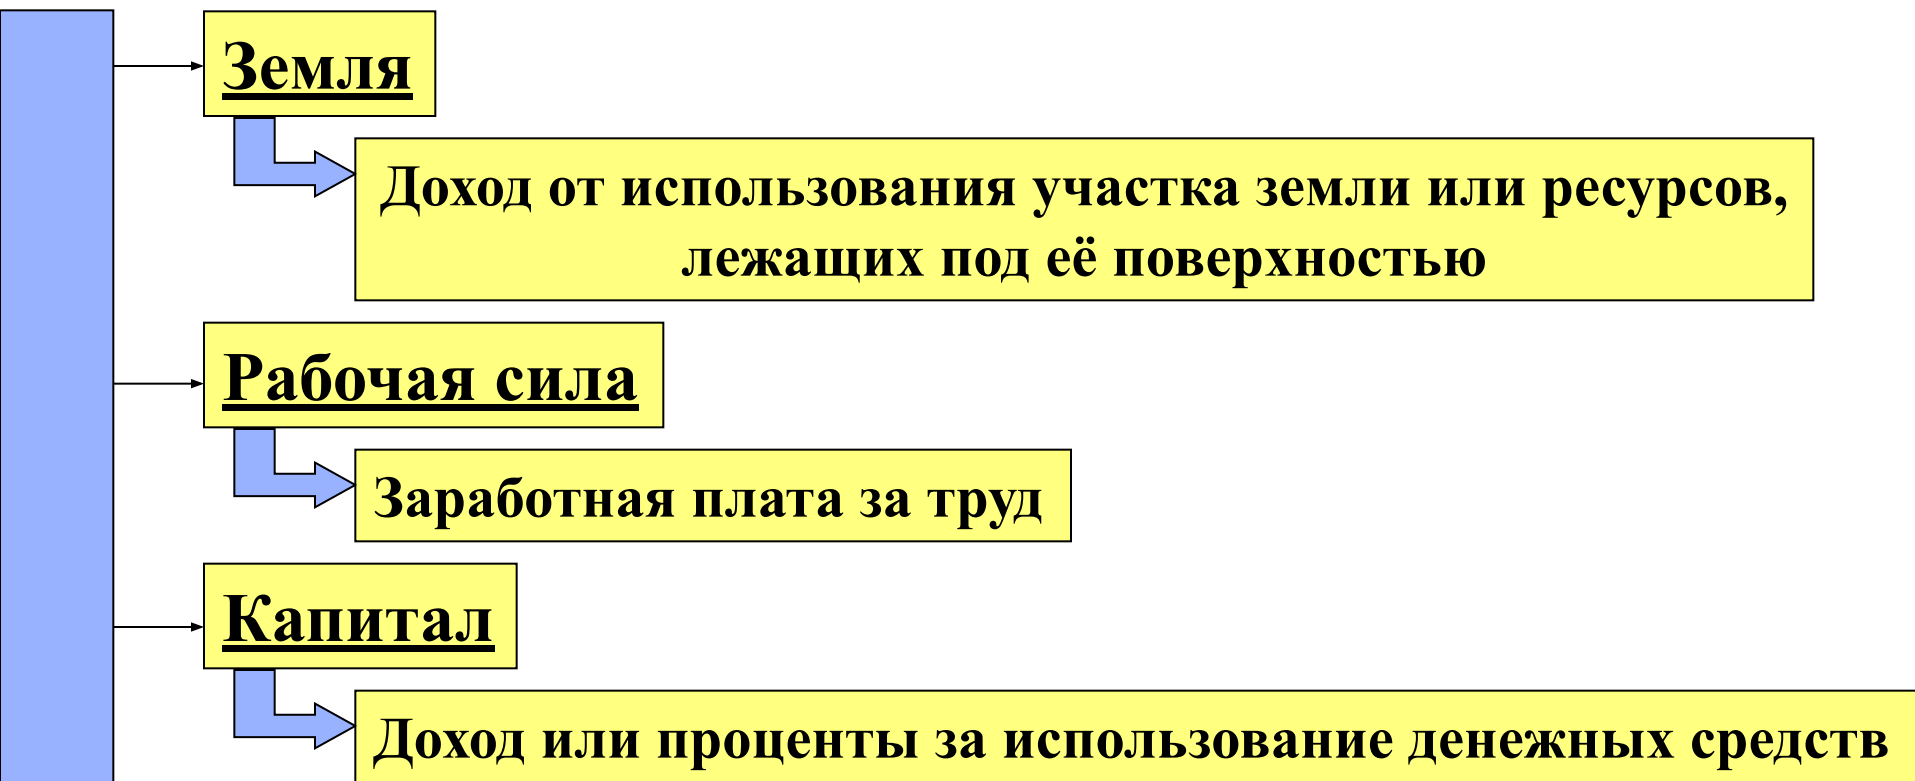 Земля
Доход от использования участка земли или ресурсов,
лежащих под её поверхностью
Рабочая сила
Заработная плата за труд
Капитал
Доход или проценты за использование денежных средств